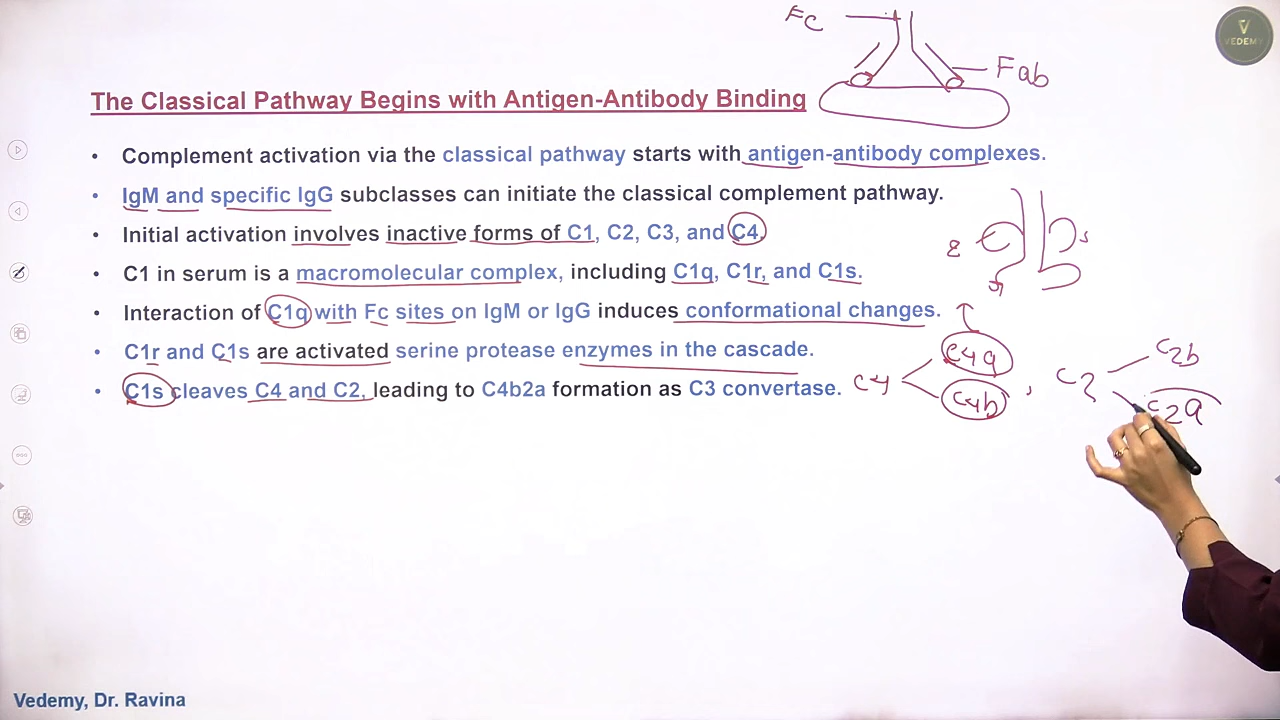 Fc
VEDEMY
Fab
The Classical Pathway Begins with Antigen-Antibody Binding
• Complement activation via the classical pathway starts with antigen-antibody complexes.
• IgM and specific IgG subclasses can initiate the classical complement pathway.
• Initial activation involves inactive forms of C1, C2, C3, and C4.
• C1 in serum is a macromolecular complex, including C1q, C1r, and C1s.
• Interaction of C1q with Fc sites on IgM or IgG induces conformational changes.
• C1r and C1s are activated serine protease enzymes in the cascade.
• C1s cleaves C4 and C2, leading to C4b2a formation as C3 convertase.
C4
C4a
C4b ,
C2
C2b
C2a
Vedemy, Dr. Ravina